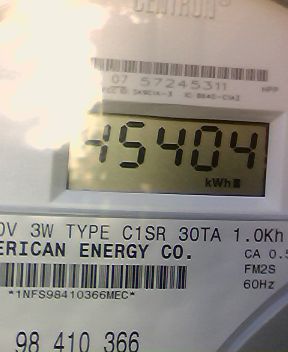 CENTRON®
07 57245311
HPP
45404
kWh
0V 3W TYPE C1SR 30TA 1.0Kh
ERICAN ENERGY CO.
CA 0.5
FM2S
*1NFS98410366MEC*
60Hz
98 410 366